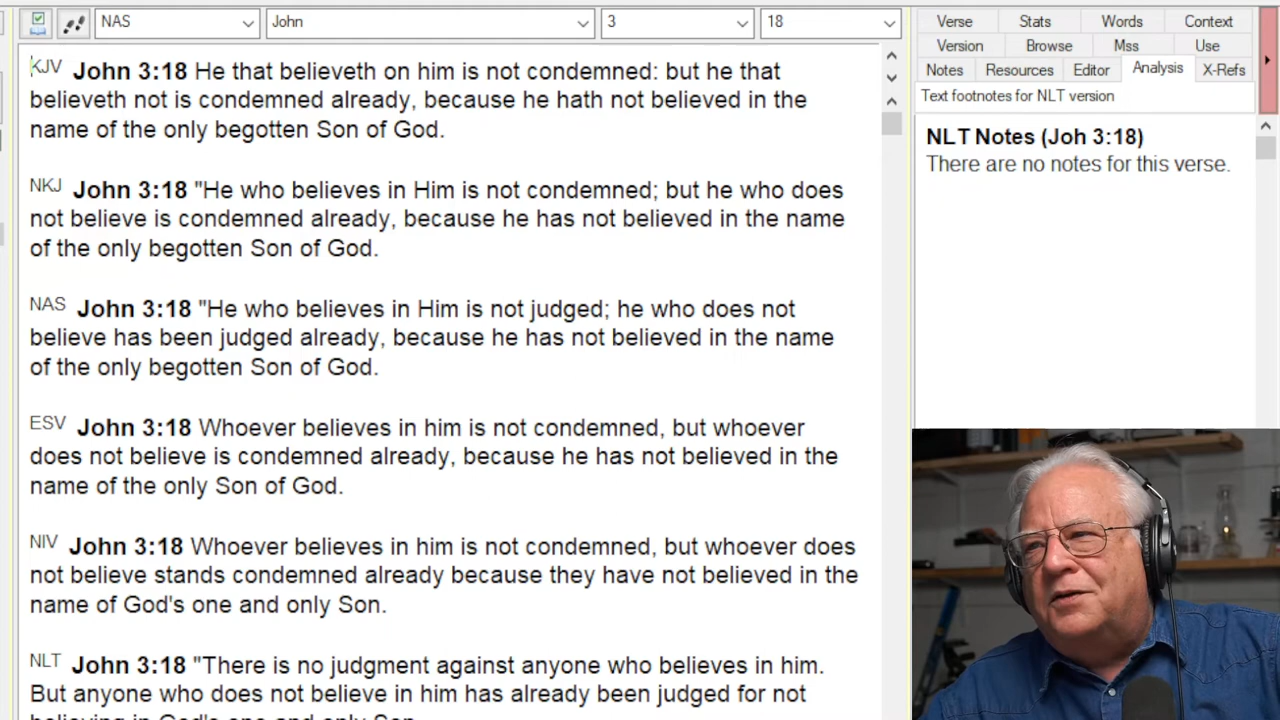 NAS John 3 18
KJV John 3:18 He that believeth on him is not condemned: but he that
believeth not is condemned already, because he hath not believed in the
name of the only begotten Son of God.
NKJ John 3:18 "He who believes in Him is not condemned; but he who does
not believe is condemned already, because he has not believed in the name
of the only begotten Son of God.
NAS John 3:18 "He who believes in Him is not judged; he who does not
believe has been judged already, because he has not believed in the name
of the only begotten Son of God.
ESV John 3:18 Whoever believes in him is not condemned, but whoever
does not believe is condemned already, because he has not believed in the
name of the only Son of God.
NIV John 3:18 Whoever believes in him is not condemned, but whoever does
not believe stands condemned already because they have not believed in the
name of God's one and only Son.
NLT John 3:18 "There is no judgment against anyone who believes in him.
But anyone who does not believe in him has already been judged for not
believing in God's one and only Son.
Verse Stats Words Context
Version Browse Mss Use
Notes Resources Editor Analysis X-Refs
Text footnotes for NLT version
NLT Notes (Joh 3:18)
There are no notes for this verse.